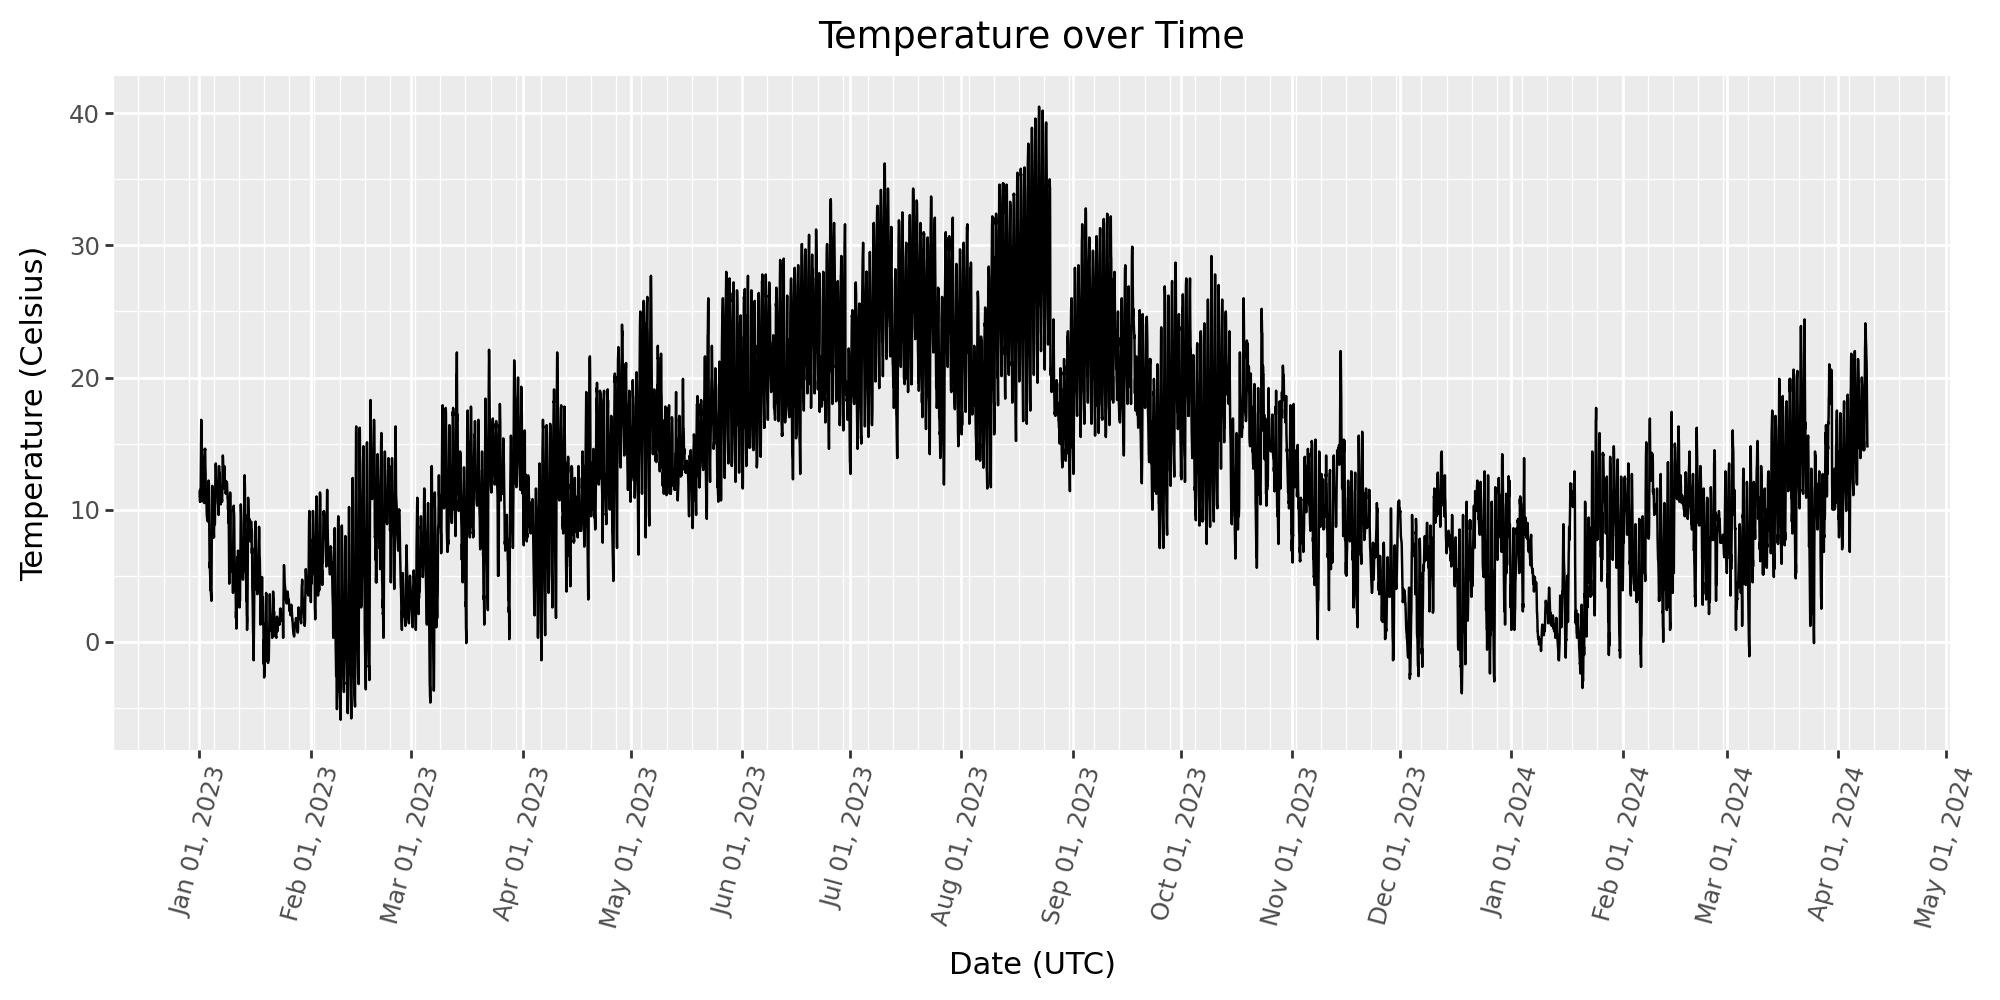 Temperature over Time
Temperature (Celsius)
40
30
20
10
0
Jan 01, 2023
Feb 01, 2023
Mar 01, 2023
Apr 01, 2023
May 01, 2023
Jun 01, 2023
Jul 01, 2023
Aug 01, 2023
Sep 01, 2023
Oct 01, 2023
Nov 01, 2023
Dec 01, 2023
Jan 01, 2024
Feb 01, 2024
Mar 01, 2024
Apr 01, 2024
May 01, 2024
Date (UTC)